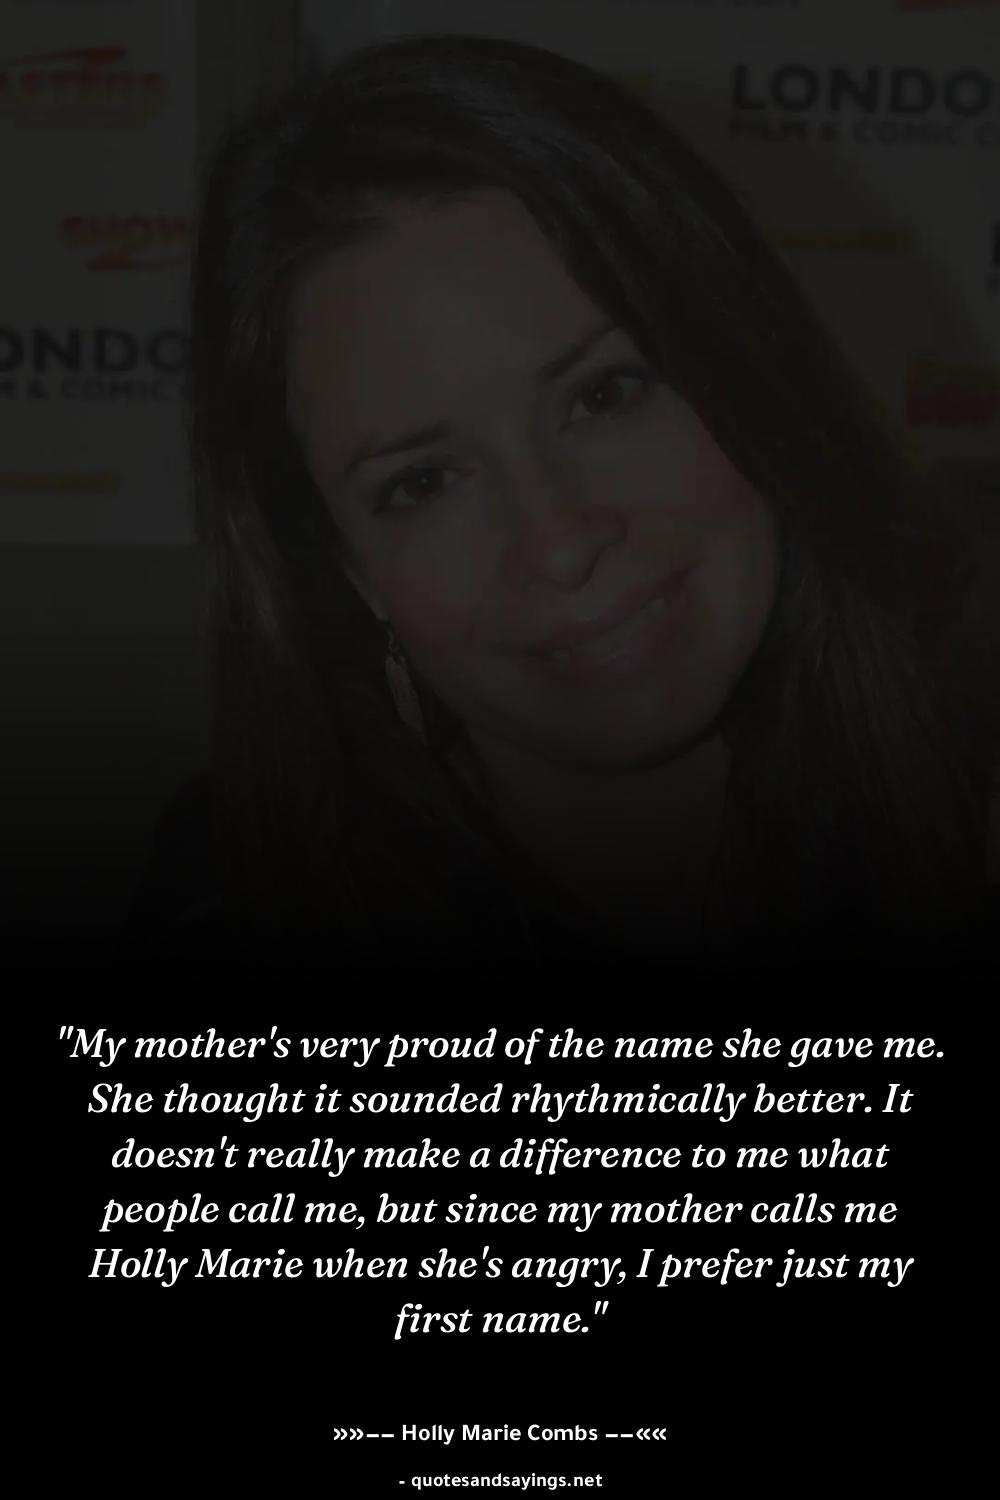 LONDO
FILM & COMIC C
SHOW
ONDO
M & COMIC
"My mother's very proud of the name she gave me.
She thought it sounded rhythmically better. It
doesn't really make a difference to me what
people call me, but since my mother calls me
Holly Marie when she's angry, I prefer just my
first name."
»»—— Holly Marie Combs ——««
- quotesandsayings.net